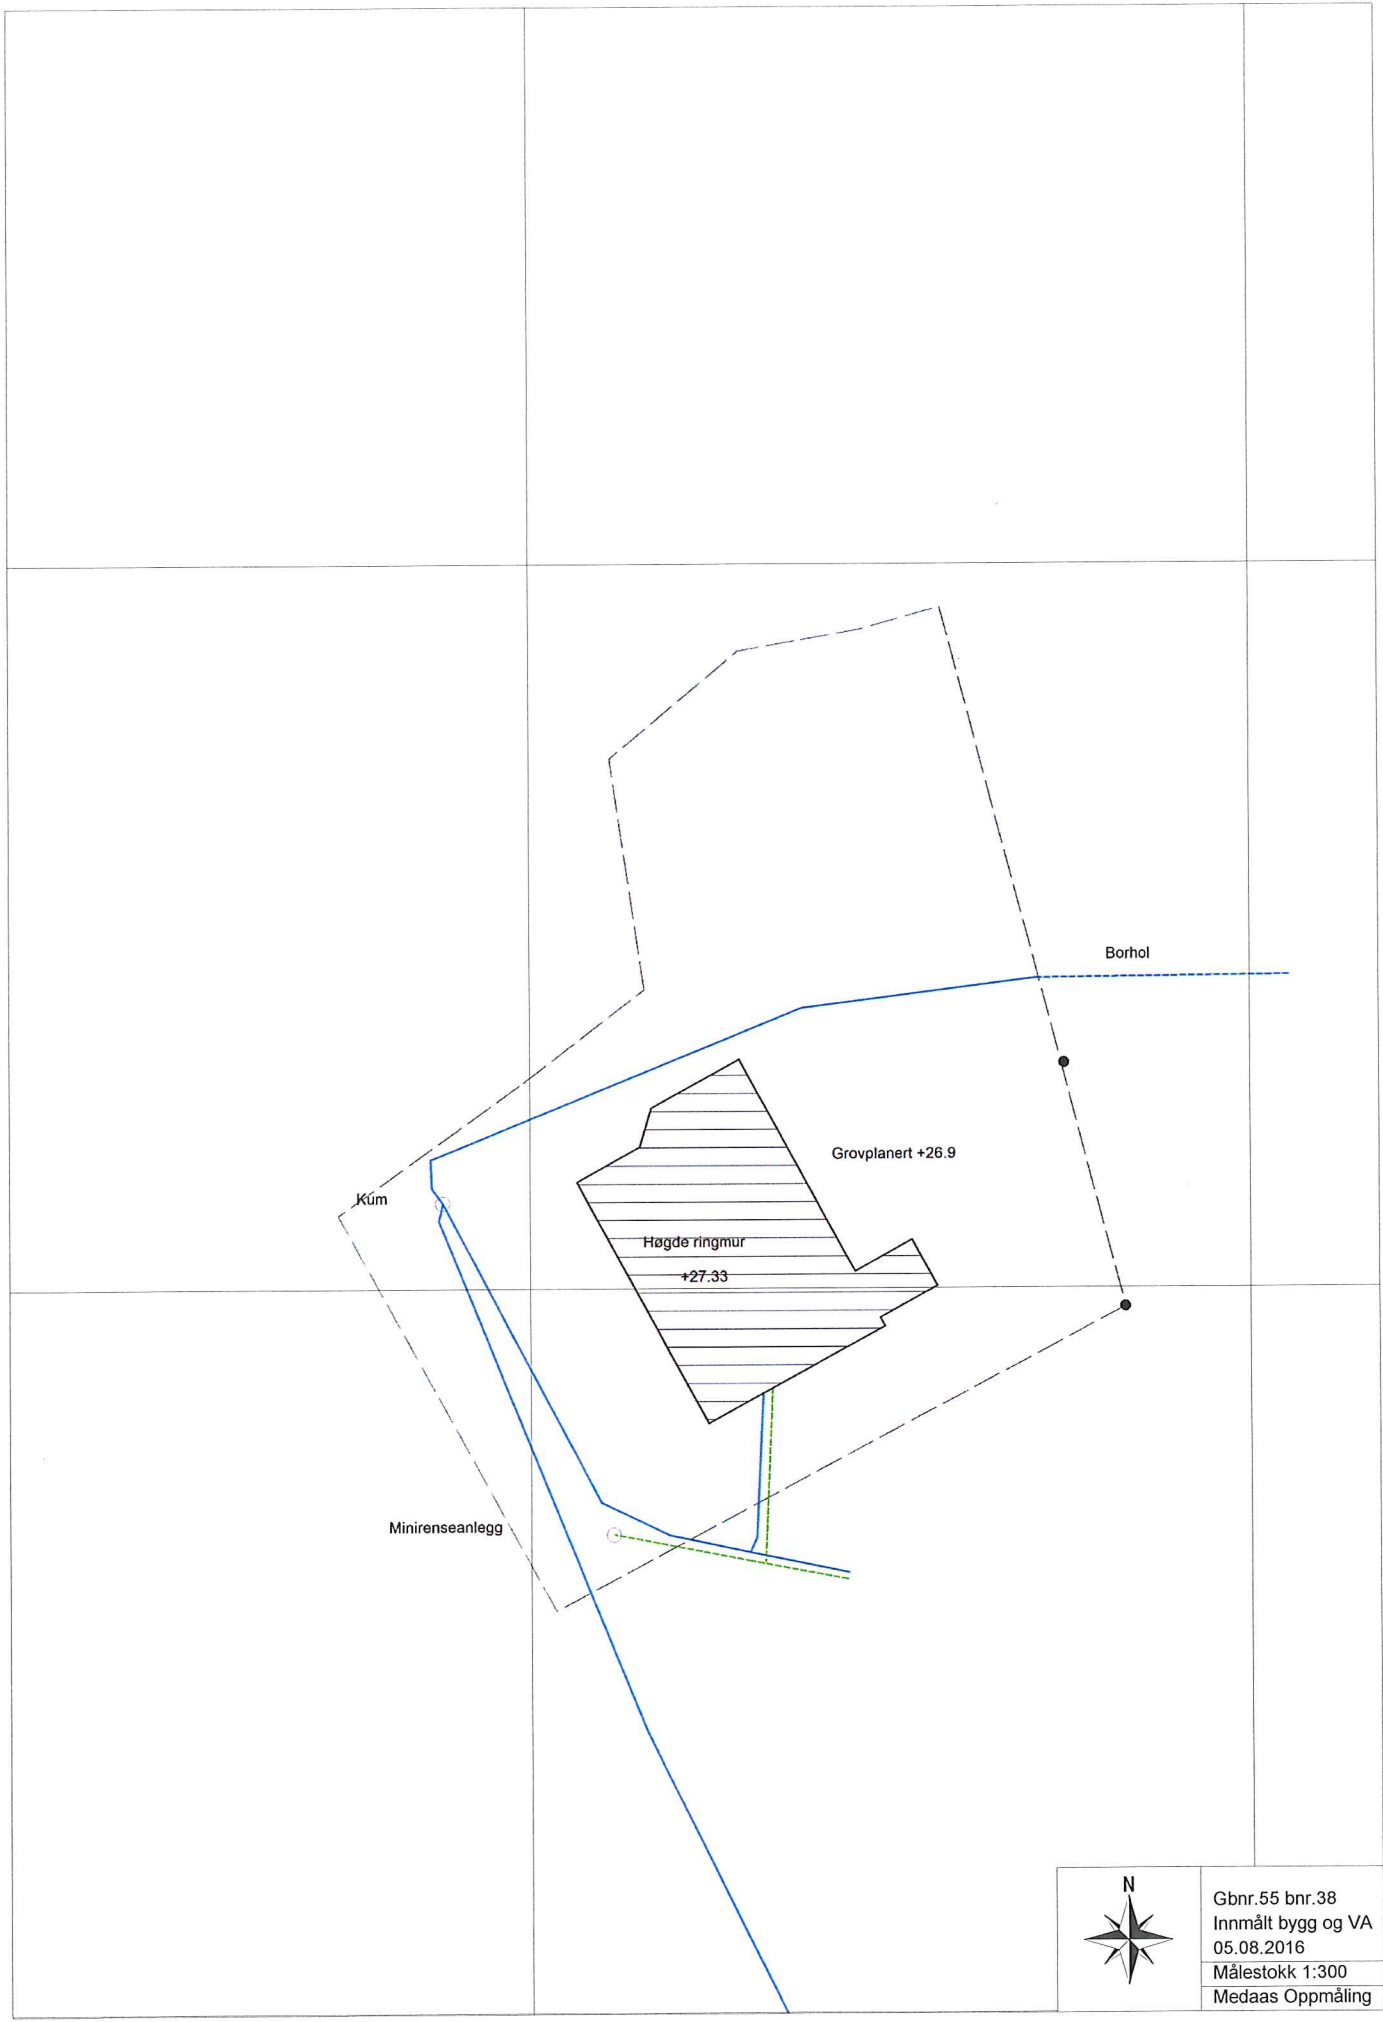 Borhol
Grovplanert +26.9
Kum
Høgde ringmur
+27.33
Minirenseanlegg
N
Gbnr.55 bnr.38
Innmålt bygg og VA
05.08.2016
Målestokk 1:300
Medaas Oppmåling